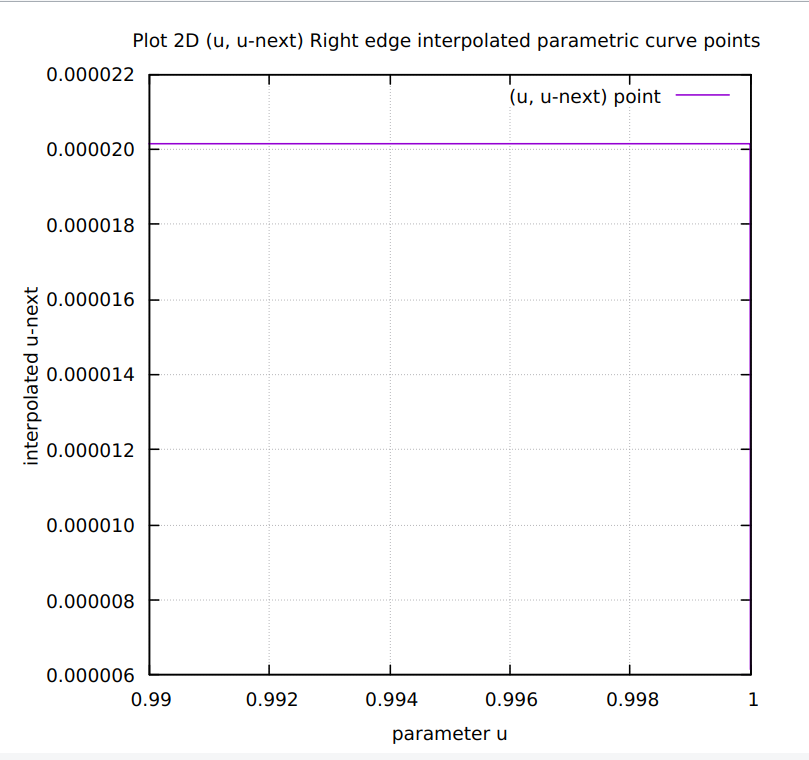 Plot 2D (u, u-next) Right edge interpolated parametric curve points
0.000022
(u, u-next) point
0.000020
0.000018
0.000016
interpolated u-next
0.000014
0.000012
0.000010
0.000008
0.000006
0.99 0.992 0.994 0.996 0.998 1
parameter u